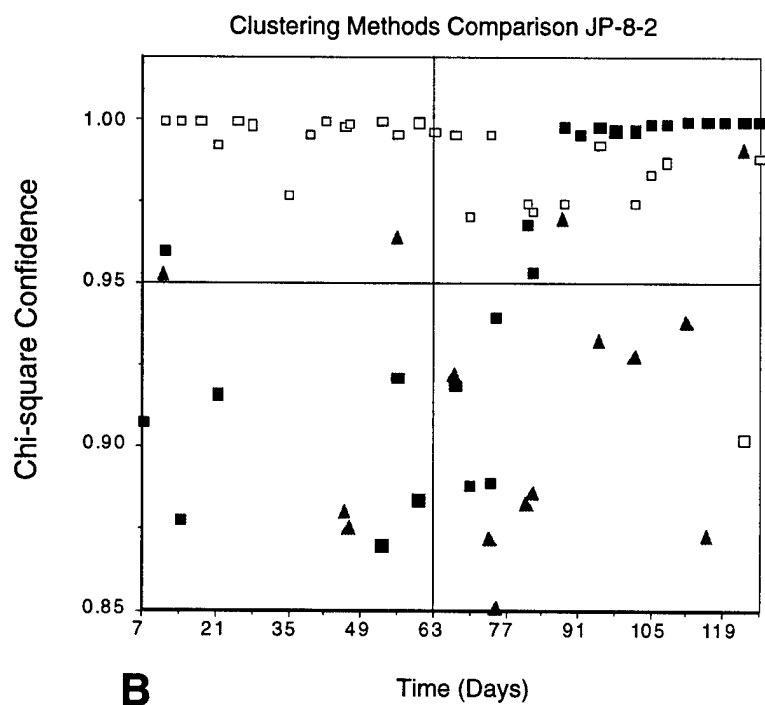 Clustering Methods Comparison JP-8-2
Chi-square Confidence
1.00
0.95
0.90
0.85
7 21 35 49 63 77 91 105 119
B Time (Days)